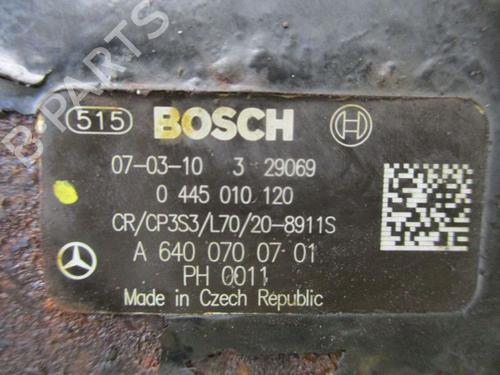 515 BOSCH
07-03-10 3 29069
0 445 010 120
CR/CP3S3/L70/20-8911S
A 640 070 07 01
PH 0011
Made in Czech Republic
B-PARTS